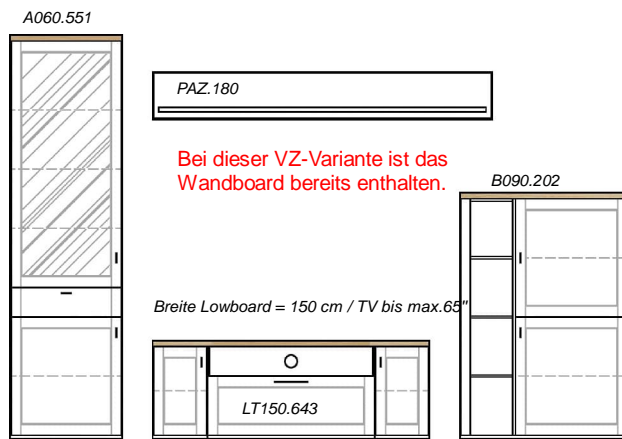 A060.551
PAZ.180
Bei dieser VZ-Variante ist das
Wandboard bereits enthalten.
B090.202
Breite Lowboard = 150 cm / TV bis max.65"
LT150.643